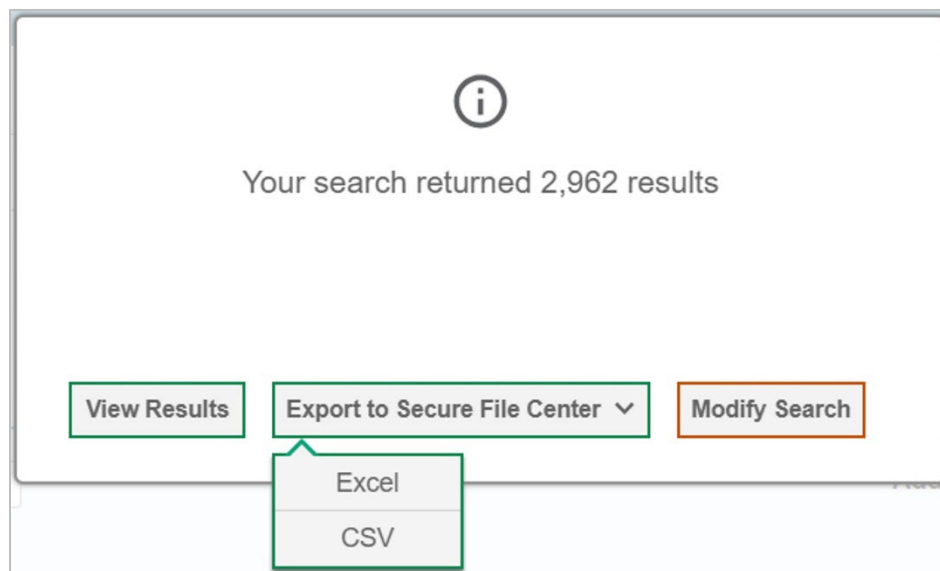 Your search returned 2,962 results
View Results
Export to Secure File Center
Modify Search
Excel
CSV